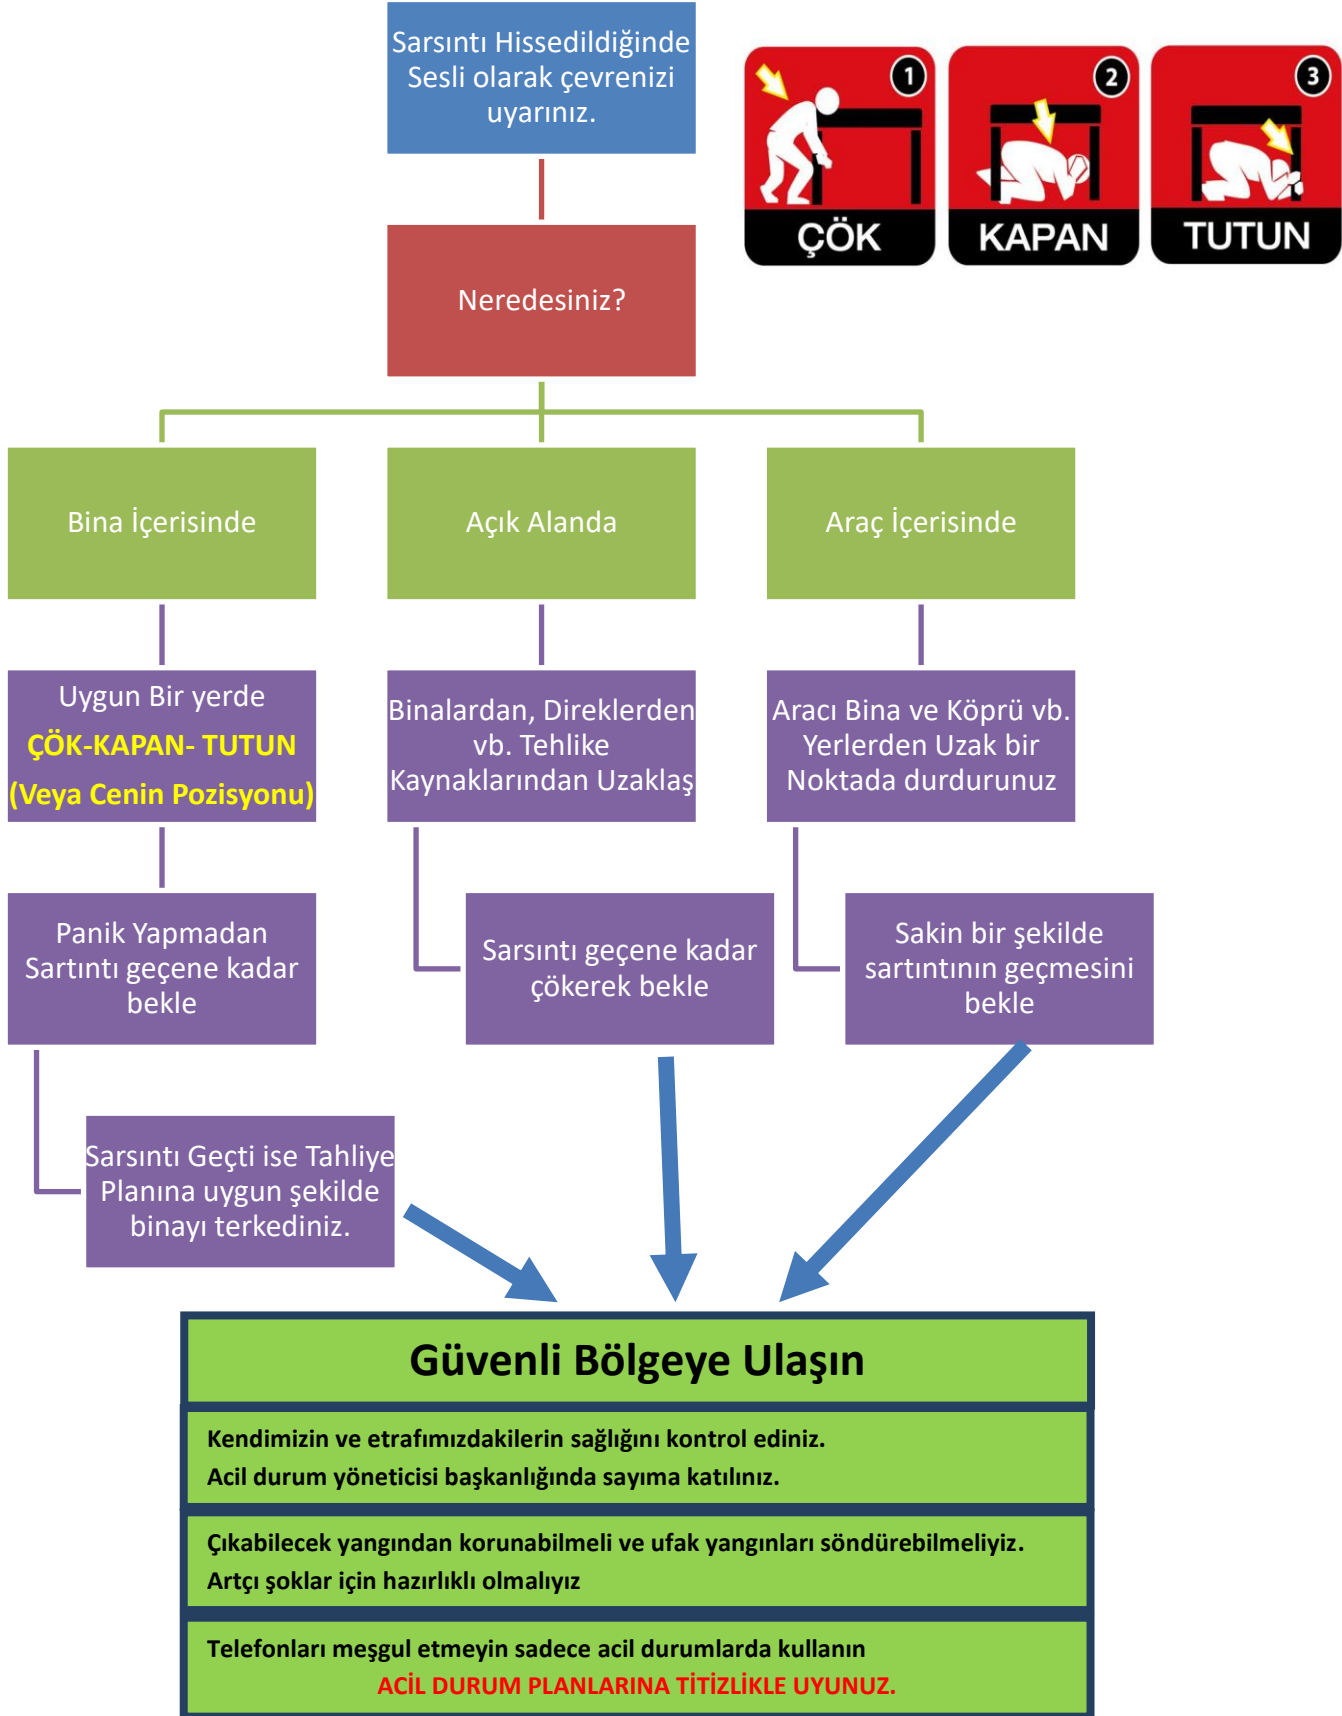 Sarsıntı Hissedildiğinde
Sesli olarak çevrenizi
uyarınız.
1
ÇÖK
2
KAPAN
3
TUTUN
Neredesiniz?
Bina İçerisinde
Açık Alanda
Araç İçerisinde
Uygun Bir yerde
ÇÖK-KAPAN- TUTUN
(Veya Cenin Pozisyonu)
Binalardan, Direklerden
vb. Tehlike
Kaynaklarından Uzaklaş
Aracı Bina ve Köprü vb.
Yerlerden Uzak bir
Noktada durdurunuz
Panik Yapmadan
Sartıntı geçene kadar
bekle
Sarsıntı geçene kadar
çökerek bekle
Sakin bir şekilde
sartıntının geçmesini
bekle
Sarsıntı Geçti ise Tahliye
Planına uygun şekilde
binayı terkediniz.
Güvenli Bölgeye Ulaşın
Kendimizin ve etrafımızdakilerin sağlığını kontrol ediniz.
Acil durum yöneticisi başkanlığında sayıma katılınız.
Çıkabilecek yangından korunabilmeli ve ufak yangınları söndürebilmeliyiz.
Artçı şoklar için hazırlıklı olmalıyız
Telefonları meşgul etmeyin sadece acil durumlarda kullanın
ACİL DURUM PLANLARINA TİTİZLİKLE UYUNUZ.